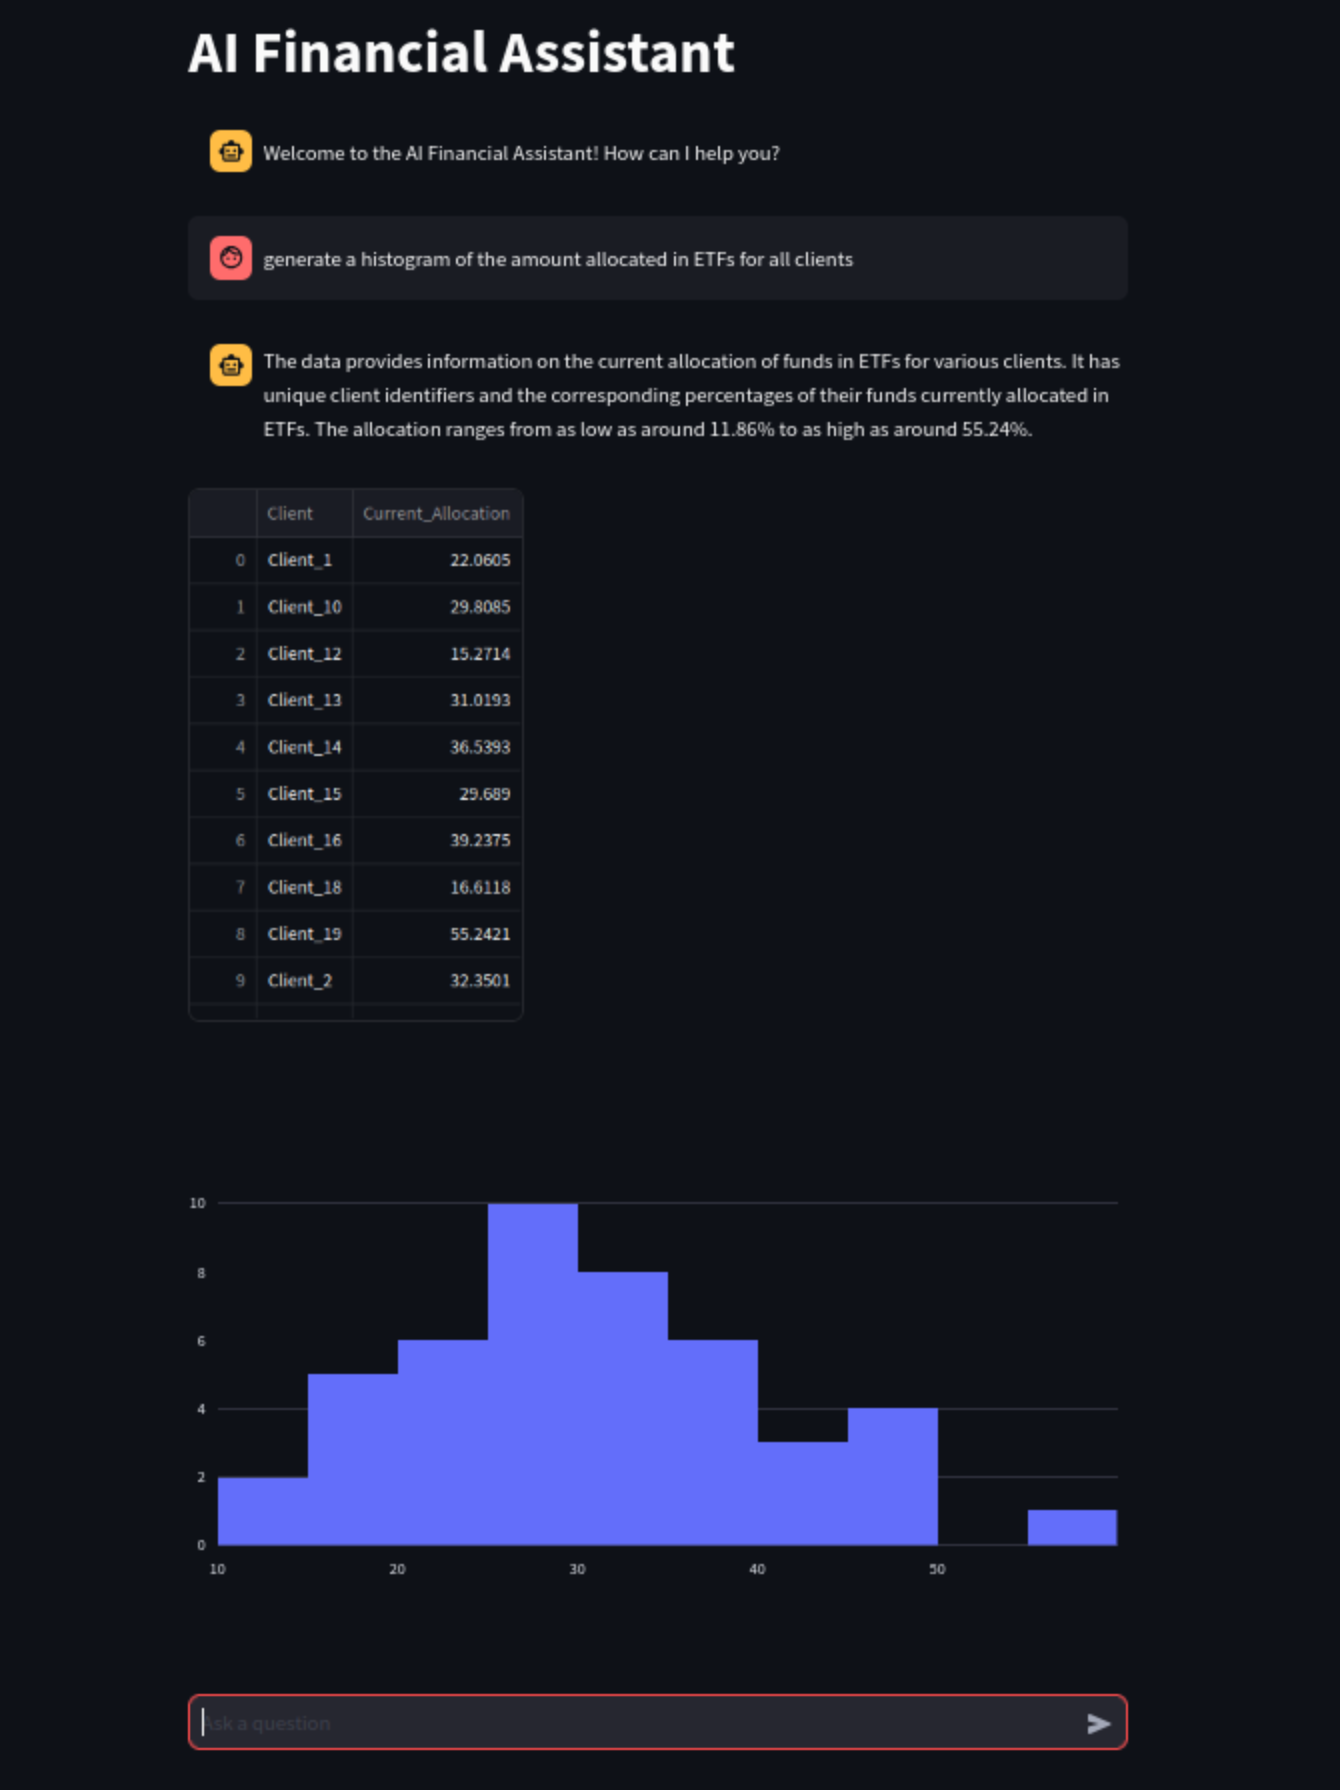 AI Financial Assistant
Welcome to the AI Financial Assistant! How can I help you?
generate a histogram of the amount allocated in ETFs for all clients
The data provides information on the current allocation of funds in ETFs for various clients. It has
unique client identifiers and the corresponding percentages of their funds currently allocated in
ETFs. The allocation ranges from as low as around 11.86% to as high as around 55.24%.
Client Current_Allocation
0 Client_1 22.0605
1 Client_10 29.8085
2 Client_12 15.2714
3 Client_13 31.0193
4 Client_14 36.5393
5 Client_15 29.689
6 Client_16 39.2375
7 Client_18 16.6118
8 Client_19 55.2421
9 Client_2 32.3501
10
8
6
4
2
0
10 20 30 40 50
Ask a question